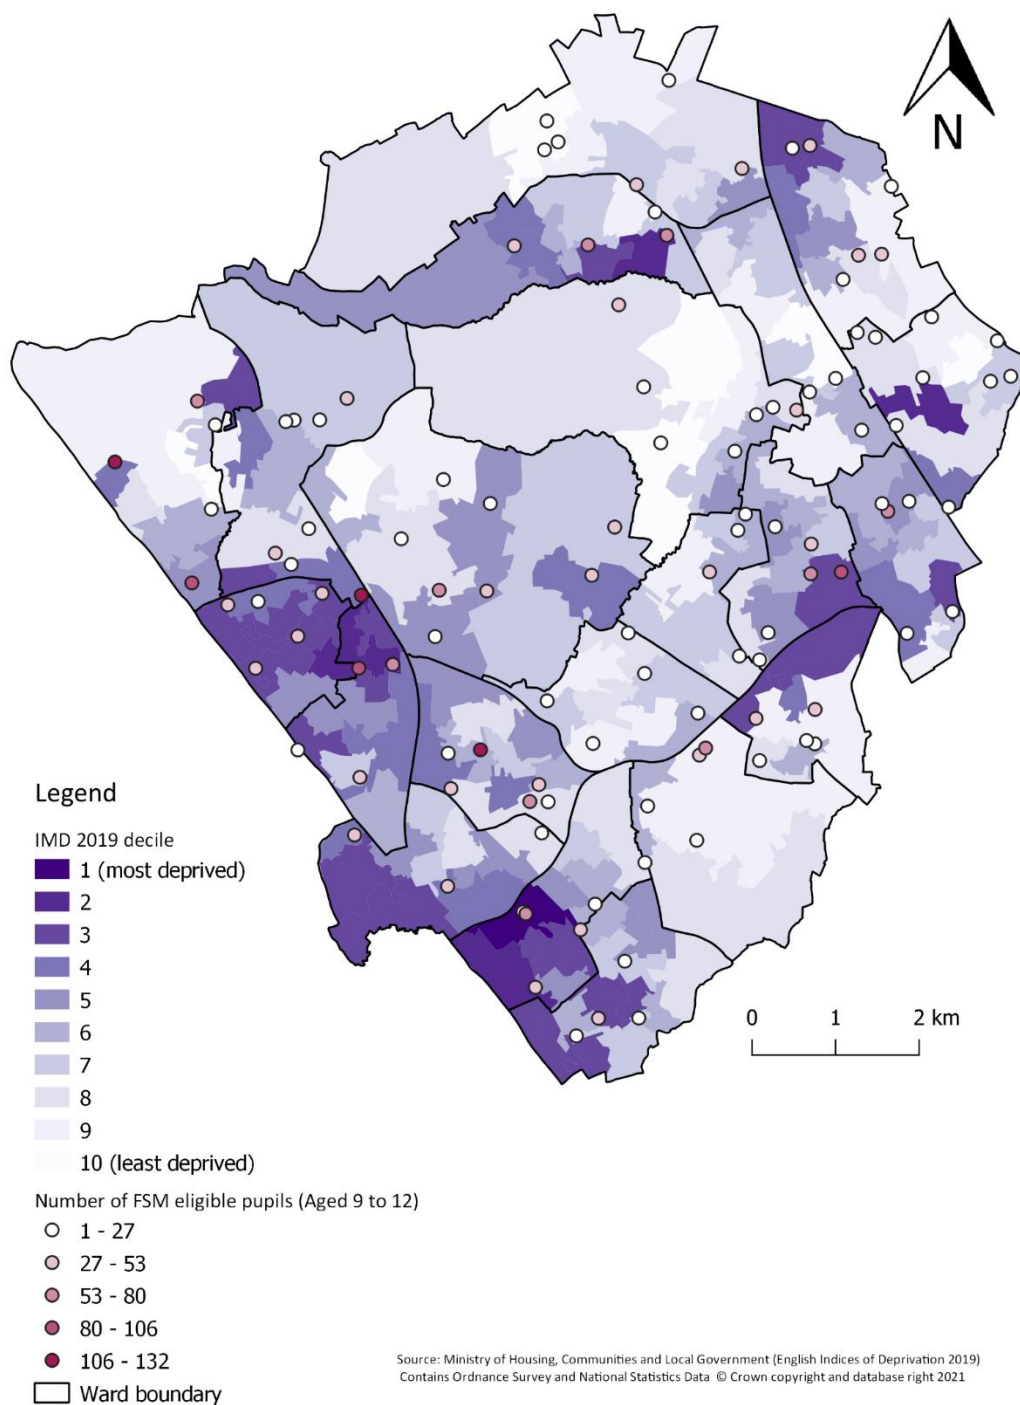 N
Legend
IMD 2019 decile
1 (most deprived)
2
3
4
5
6
7
8
9
10 (least deprived)
Number of FSM eligible pupils (Aged 9 to 12)
1 - 27
27 - 53
53 - 80
80 - 106
106 - 132
Ward boundary
0 1 2 km
Source: Ministry of Housing, Communities and Local Government (English Indices of Deprivation 2019)
Contains Ordnance Survey and National Statistics Data © Crown copyright and database right 2021